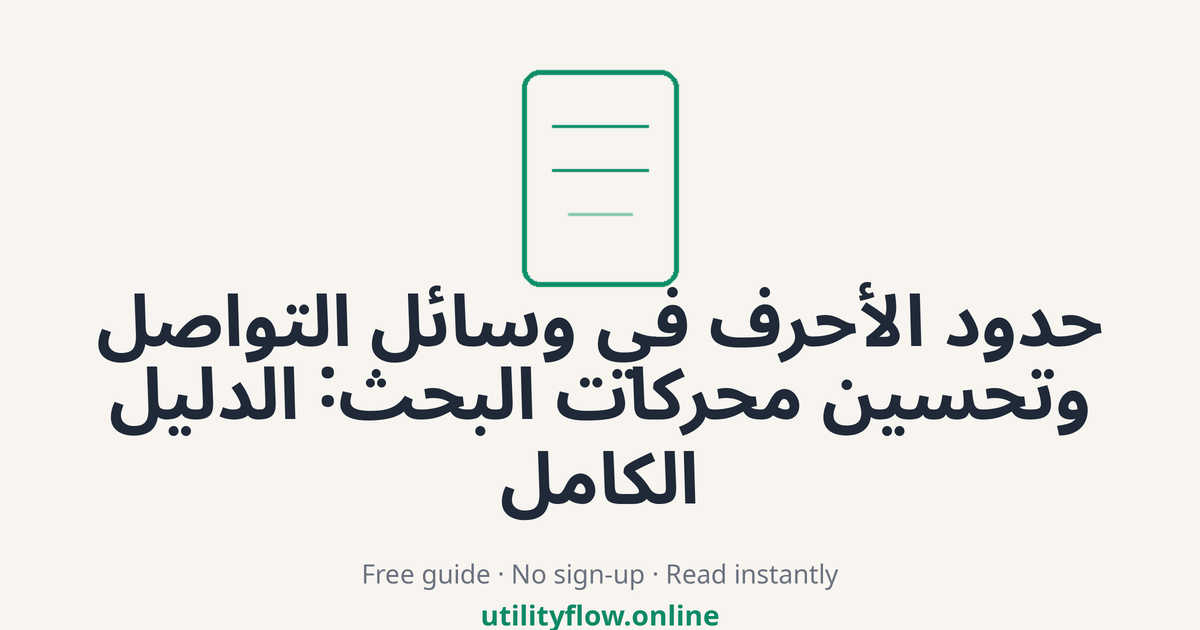 حدود الأحرف في وسائل التواصل
وتحسين محركات البحث: الدليل
الكامل
Free guide · No sign-up · Read instantly
utilityflow.online